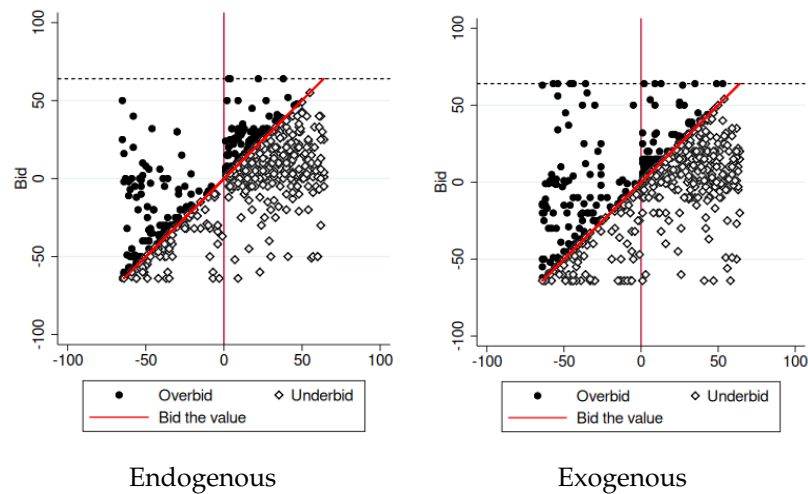 100
50
0
-50
-100
Bid
-100 -50 0 50 100
Overbid Underbid
Bid the value
Endogenous
100
50
0
-50
-100
Bid
-100 -50 0 50 100
Overbid Underbid
Bid the value
Exogenous